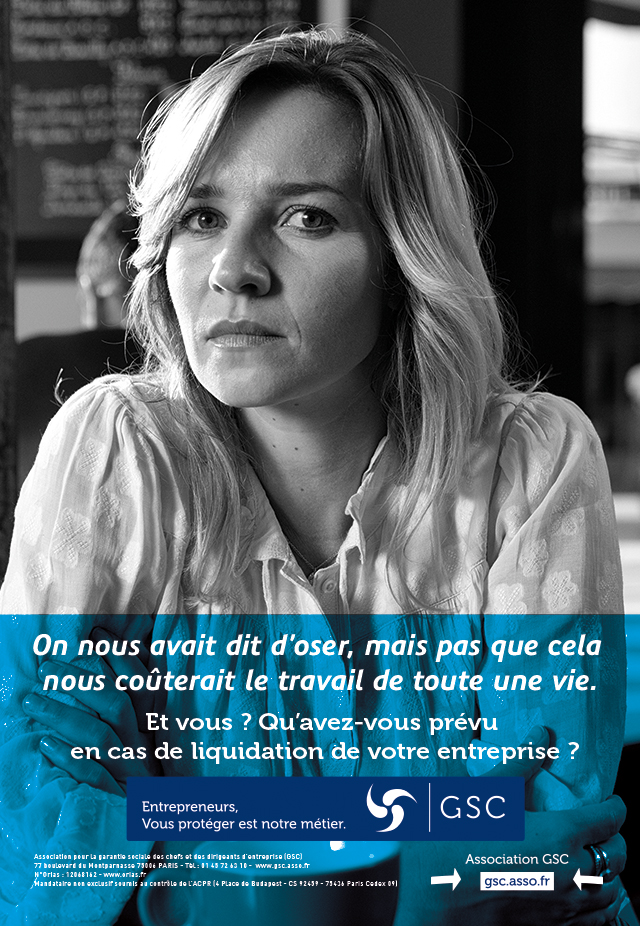 On nous avait dit d'oser, mais pas que cela
nous coûterait le travail de toute une vie.
Et vous ? Qu'avez-vous prévu
en cas de liquidation de votre entreprise ?
Entrepreneurs,
Vous protéger est notre métier.
GSC
Association pour la garantie sociale des chefs et des dirigeants d'entreprise (GSC)
77 boulevard du Montparnasse 75006 PARIS - Tél : 01 45 72 63 10 - www.gsc.asso.fr
N°Orias : 12068162 - www.orias.fr
Mandataire non exclusif soumis au contrôle de l'ACPR (4 Place de Budapest - CS 92459 - 75436 Paris Cedex 09)
Association GSC
gsc.asso.fr